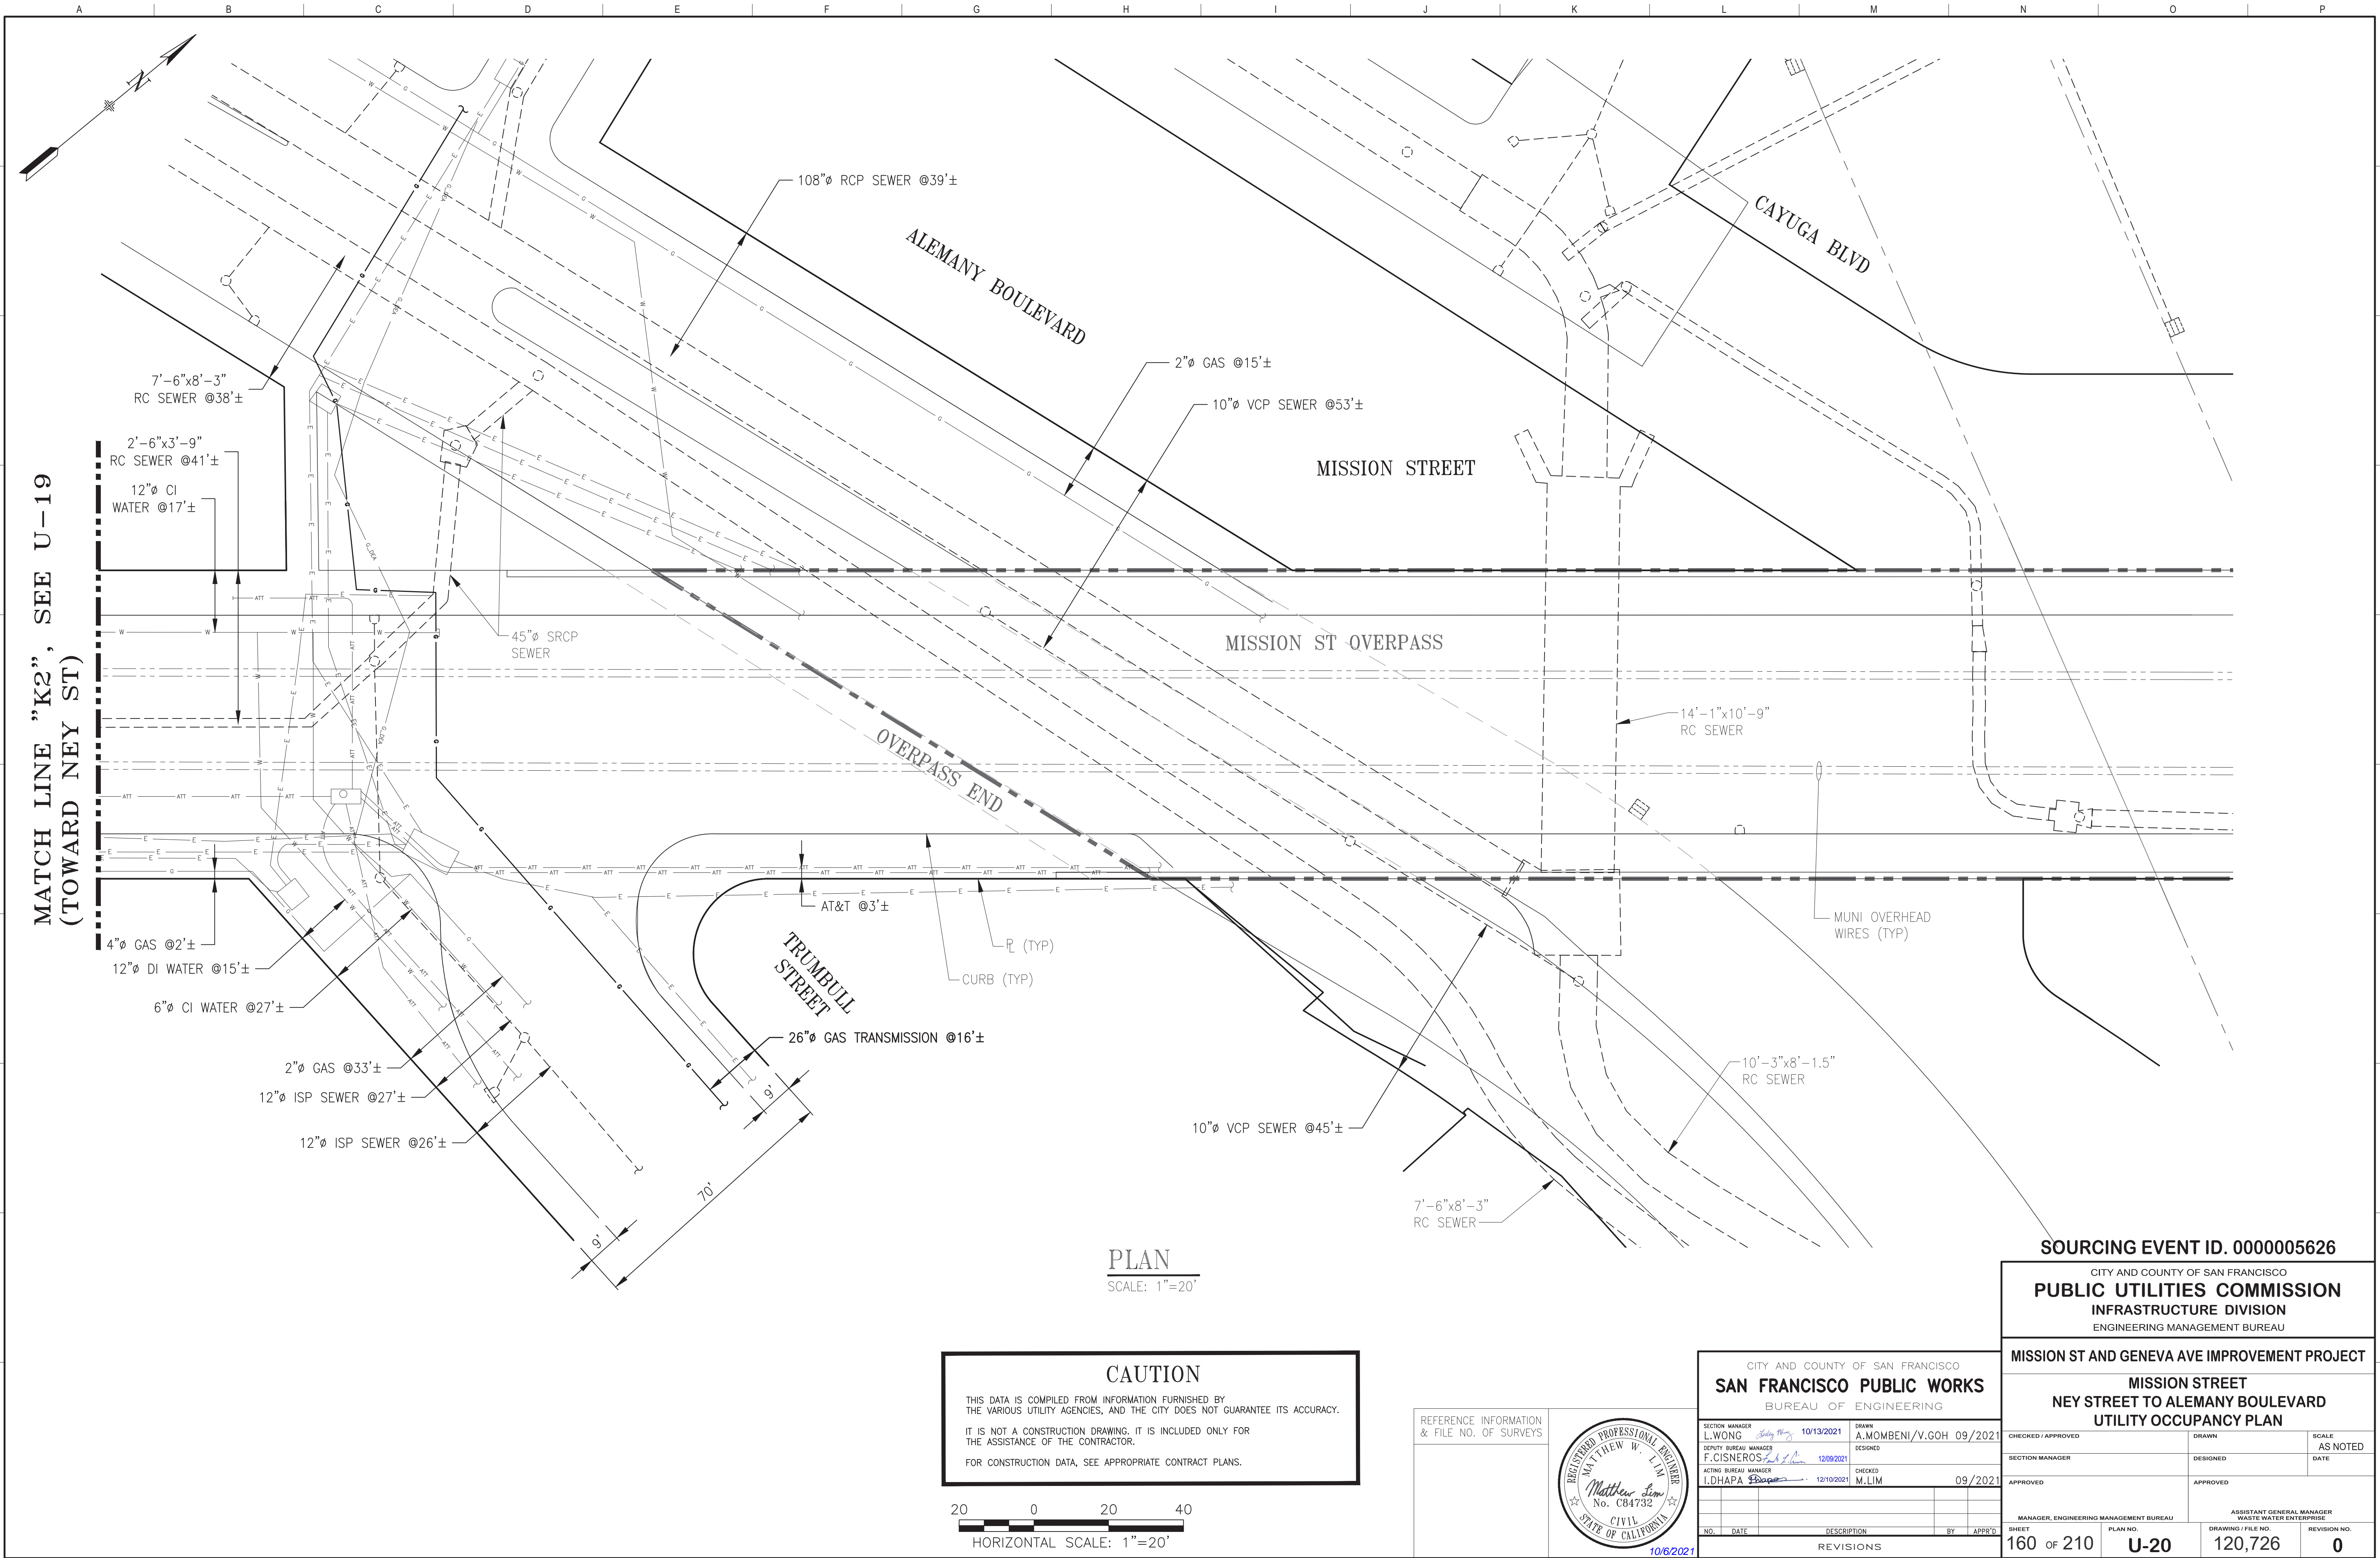 A B C D E F G H I J K L M N O P
N
108"ø RCP SEWER @39'±
ALEMANY BOULEVARD
CAYUGA BLVD
7'-6"x8'-3"
RC SEWER @38'±
2"ø GAS @15'±
10"ø VCP SEWER @53'±
2'-6"x3'-9"
RC SEWER @41'±
12"ø CI
WATER @17'±
MISSION STREET
MATCH LINE "K2", SEE U-19
(TOWARD NEY ST)
45"ø SRCP
SEWER
MISSION ST OVERPASS
14'-1"x10'-9"
RC SEWER
OVERPASS END
AT&T @3'±
4"ø GAS @2'±
12"ø DI WATER @15'±
6"ø CI WATER @27'±
TRUMBULL
STREET
℄ (TYP)
CURB (TYP)
MUNI OVERHEAD
WIRES (TYP)
26"ø GAS TRANSMISSION @16'±
2"ø GAS @33'±
12"ø ISP SEWER @27'±
12"ø ISP SEWER @26'±
9'
70'
9'
10'-3"x8'-1.5"
RC SEWER
10"ø VCP SEWER @45'±
7'-6"x8'-3"
RC SEWER
PLAN
SCALE: 1"=20'
CAUTION
THIS DATA IS COMPILED FROM INFORMATION FURNISHED BY
THE VARIOUS UTILITY AGENCIES, AND THE CITY DOES NOT GUARANTEE ITS ACCURACY.
IT IS NOT A CONSTRUCTION DRAWING. IT IS INCLUDED ONLY FOR
THE ASSISTANCE OF THE CONTRACTOR.
FOR CONSTRUCTION DATA, SEE APPROPRIATE CONTRACT PLANS.
20 0 20 40
HORIZONTAL SCALE: 1"=20'
REFERENCE INFORMATION
& FILE NO. OF SURVEYS
REGISTERED PROFESSIONAL ENGINEER
MATTHEW W. LIM
Matthew Lim
No. C84732
CIVIL
STATE OF CALIFORNIA
10/6/2021
CITY AND COUNTY OF SAN FRANCISCO
SAN FRANCISCO PUBLIC WORKS
BUREAU OF ENGINEERING
SECTION MANAGER
L.WONG 10/13/2021
DRAWN
A.MOMBENI/V.GOH 09/2021
DEPUTY BUREAU MANAGER
F.CISNEROS 12/09/2021
DESIGNED
ACTING BUREAU MANAGER
I.DHAPA 12/10/2021
CHECKED
M.LIM 09/2021
NO. DATE DESCRIPTION BY APPR'D
REVISIONS
SOURCING EVENT ID. 0000005626
CITY AND COUNTY OF SAN FRANCISCO
PUBLIC UTILITIES COMMISSION
INFRASTRUCTURE DIVISION
ENGINEERING MANAGEMENT BUREAU
MISSION ST AND GENEVA AVE IMPROVEMENT PROJECT
MISSION STREET
NEY STREET TO ALEMANY BOULEVARD
UTILITY OCCUPANCY PLAN
CHECKED / APPROVED
DRAWN
SCALE
AS NOTED
SECTION MANAGER
DESIGNED
DATE
APPROVED
APPROVED
MANAGER, ENGINEERING MANAGEMENT BUREAU
ASSISTANT GENERAL MANAGER
WASTE WATER ENTERPRISE
SHEET
160 OF 210
PLAN NO.
U-20
DRAWING / FILE NO.
120,726
REVISION NO.
0